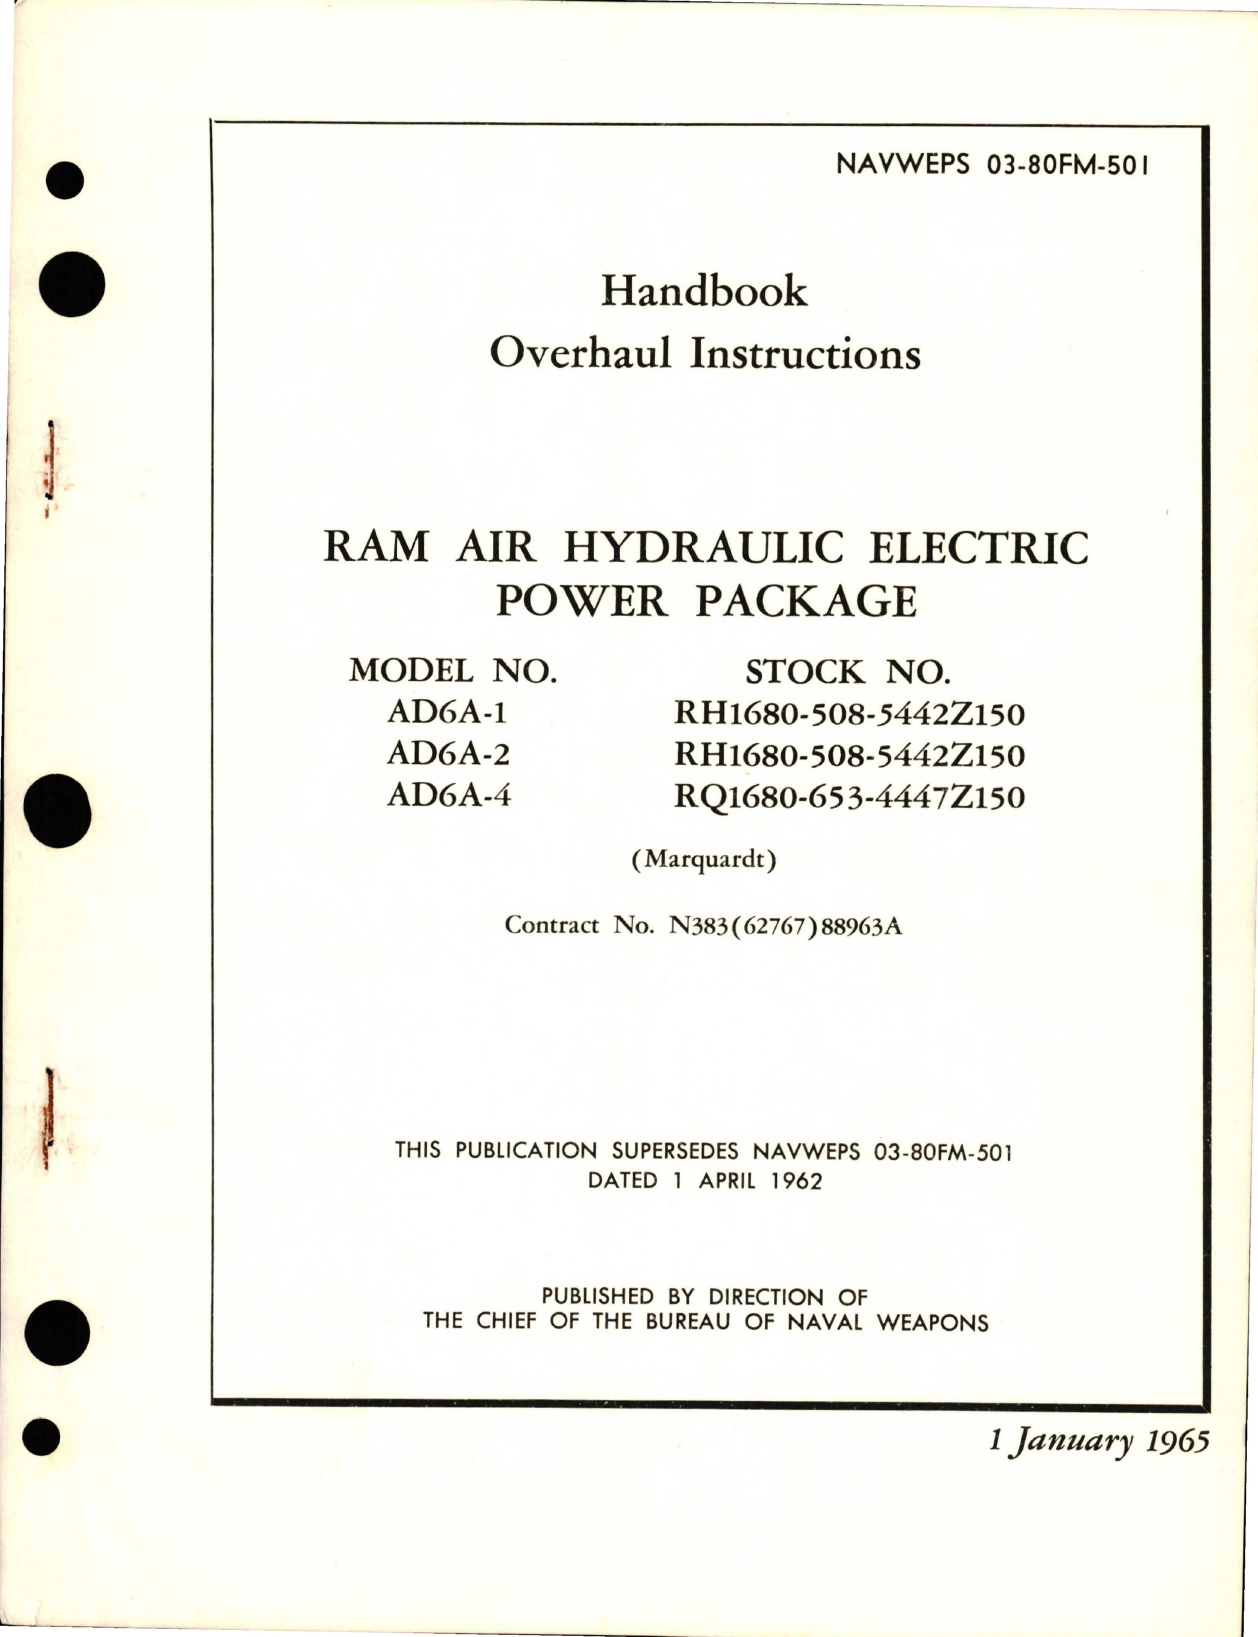 NAVWEPS 03-80FM-501
Handbook
Overhaul Instructions
RAM AIR HYDRAULIC ELECTRIC
POWER PACKAGE
MODEL NO. STOCK NO.
AD6A-1 RH1680-508-5442Z150
AD6A-2 RH1680-508-5442Z150
AD6A-4 RQ1680-653-4447Z150
(Marquardt)
Contract No. N383(62767)88963A
THIS PUBLICATION SUPERSEDES NAVWEPS 03-80FM-501
DATED 1 APRIL 1962
PUBLISHED BY DIRECTION OF
THE CHIEF OF THE BUREAU OF NAVAL WEAPONS
1 January 1965